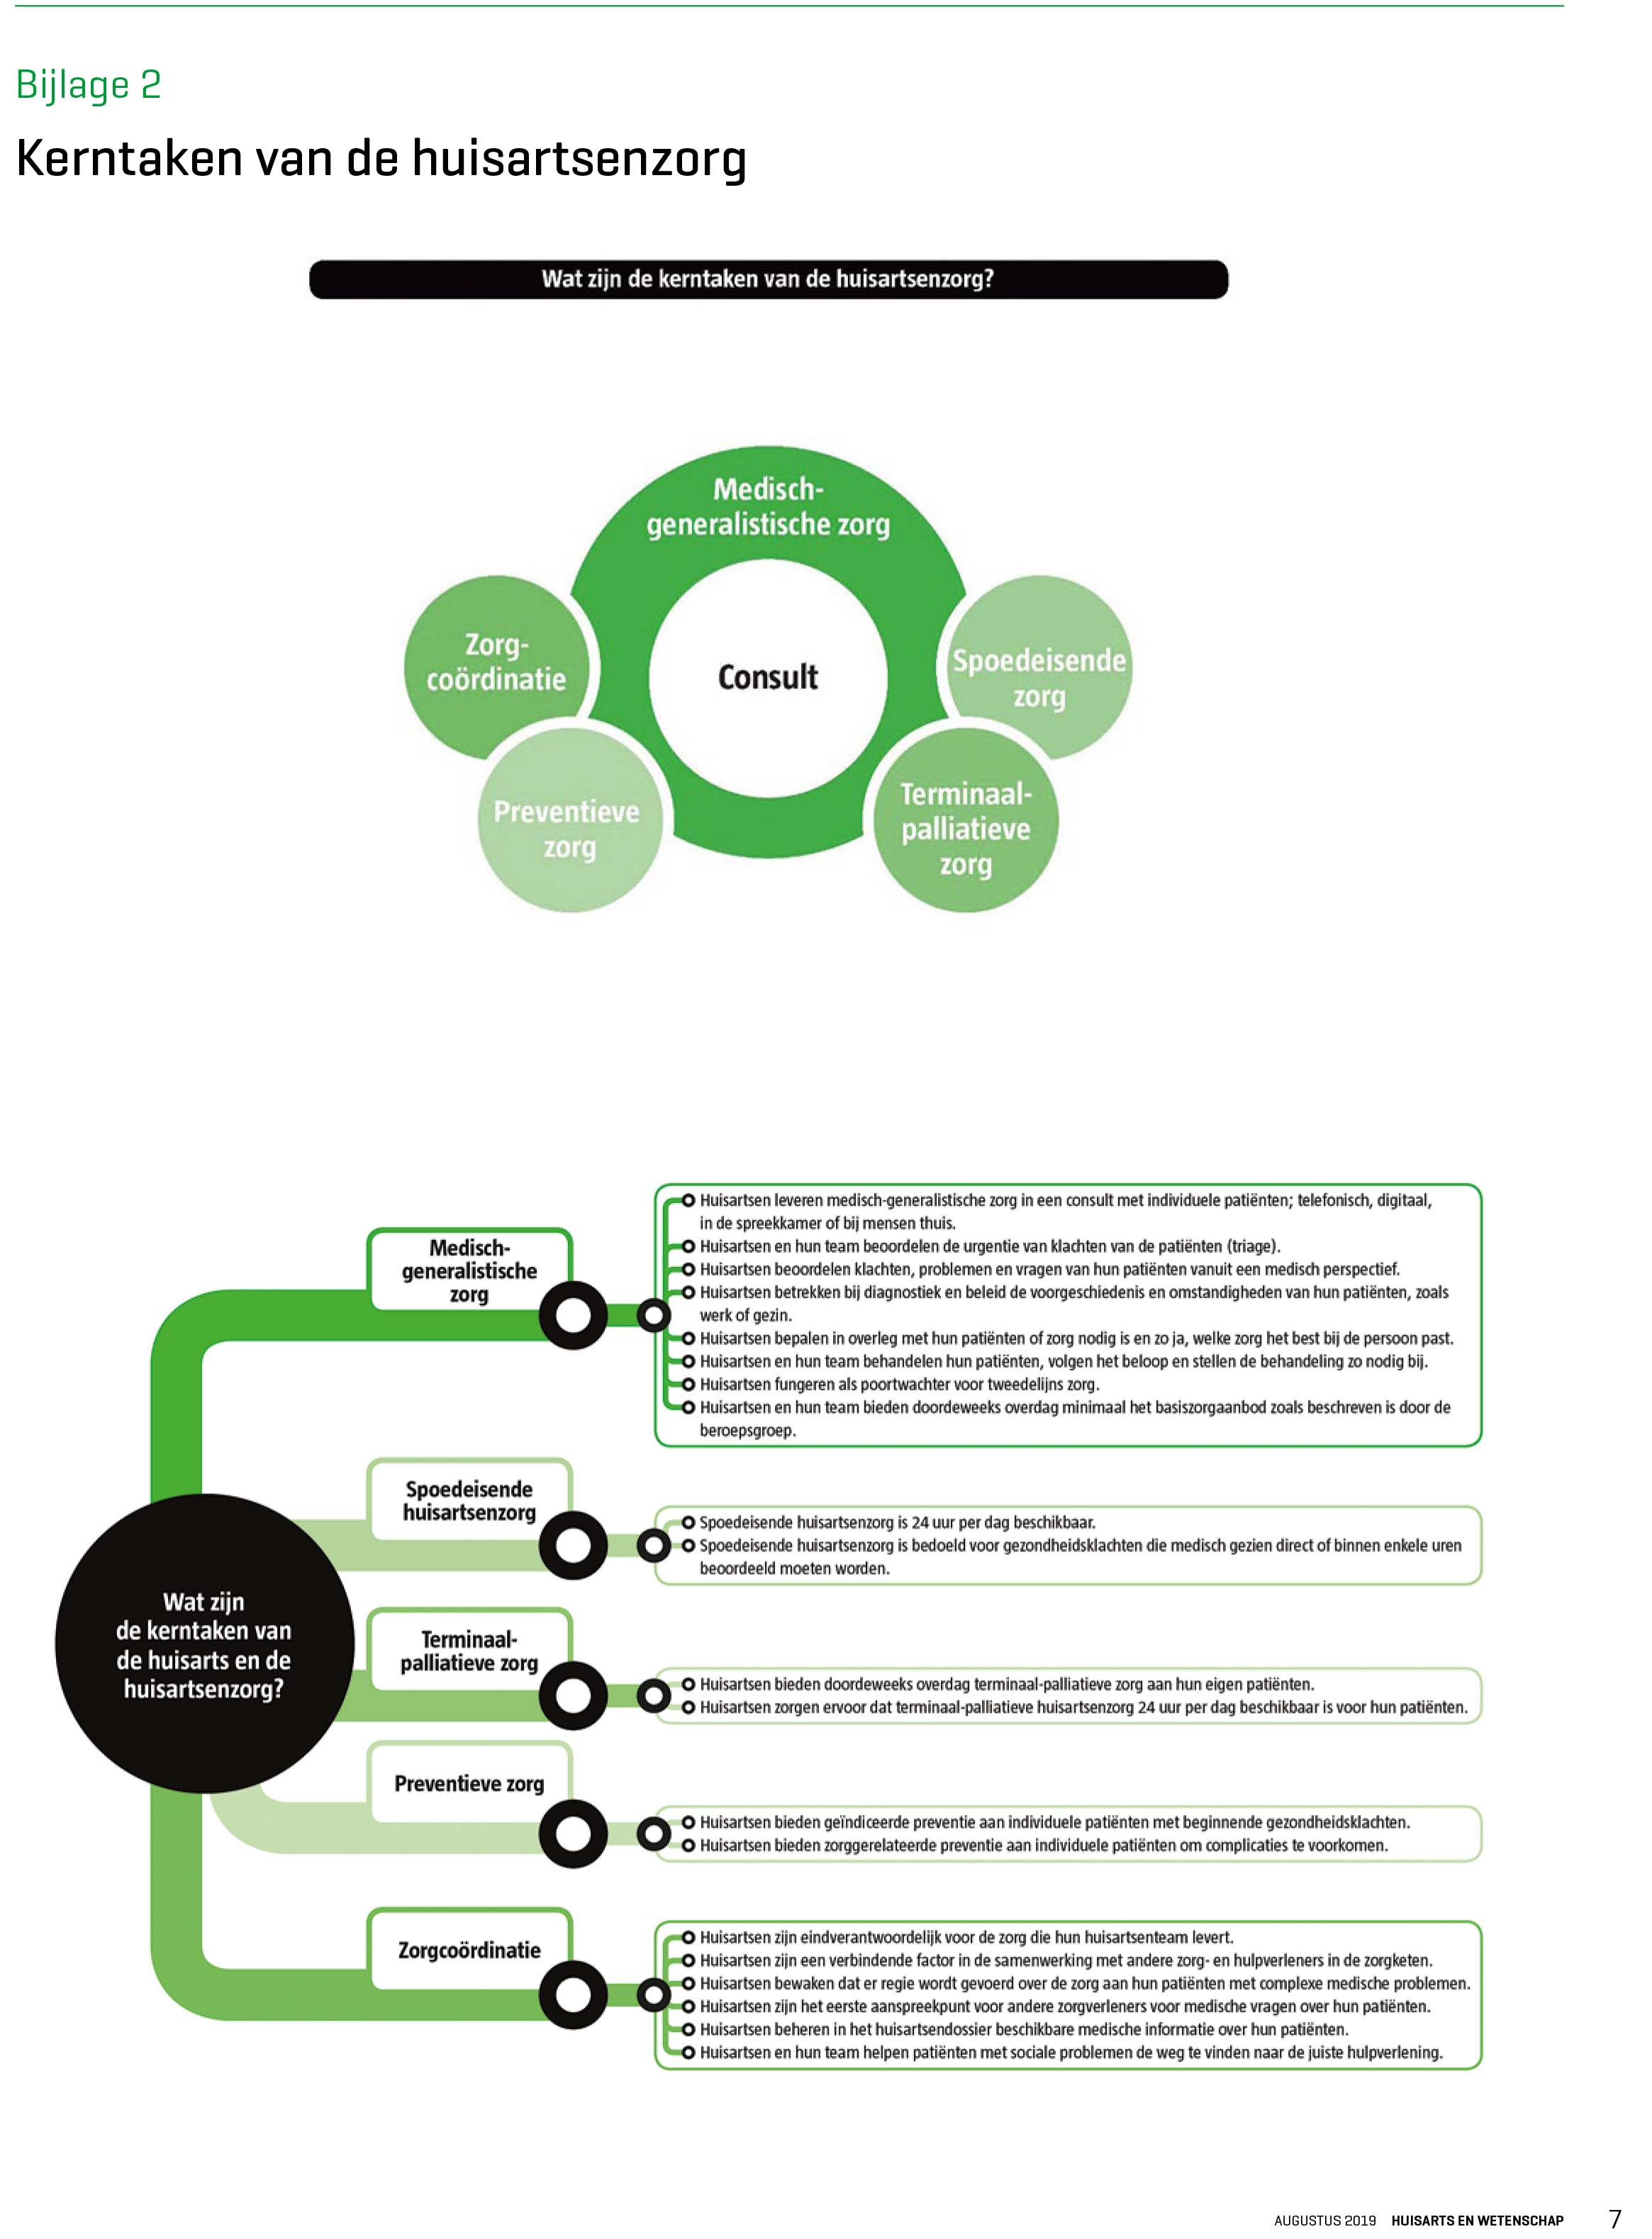 Bijlage 2
Kerntaken van de huisartsenzorg
Wat zijn de kerntaken van de huisartsenzorg?
Medisch-
generalistische zorg
Zorg-
coördinatie
Consult
Spoedeisende
zorg
Preventieve
zorg
Terminaal-
palliatieve
zorg
Wat zijn
de kerntaken van
de huisarts en de
huisartsenzorg?
Medisch-
generalistische
zorg
Huisartsen leveren medisch-generalistische zorg in een consult met individuele patiënten; telefonisch, digitaal,
in de spreekkamer of bij mensen thuis.
Huisartsen en hun team beoordelen de urgentie van klachten van de patiënten (triage).
Huisartsen beoordelen klachten, problemen en vragen van hun patiënten vanuit een medisch perspectief.
Huisartsen betrekken bij diagnostiek en beleid de voorgeschiedenis en omstandigheden van hun patiënten, zoals
werk of gezin.
Huisartsen bepalen in overleg met hun patiënten of zorg nodig is en zo ja, welke zorg het best bij de persoon past.
Huisartsen en hun team behandelen hun patiënten, volgen het beloop en stellen de behandeling zo nodig bij.
Huisartsen fungeren als poortwachter voor tweedelijns zorg.
Huisartsen en hun team bieden doordeweeks overdag minimaal het basiszorgaanbod zoals beschreven is door de
beroepsgroep.
Spoedeisende
huisartsenzorg
Spoedeisende huisartsenzorg is 24 uur per dag beschikbaar.
Spoedeisende huisartsenzorg is bedoeld voor gezondheidsklachten die medisch gezien direct of binnen enkele uren
beoordeeld moeten worden.
Terminaal-
palliatieve zorg
Huisartsen bieden doordeweeks overdag terminaal-palliatieve zorg aan hun eigen patiënten.
Huisartsen zorgen ervoor dat terminaal-palliatieve huisartsenzorg 24 uur per dag beschikbaar is voor hun patiënten.
Preventieve zorg
Huisartsen bieden geïndiceerde preventie aan individuele patiënten met beginnende gezondheidsklachten.
Huisartsen bieden zorggerelateerde preventie aan individuele patiënten om complicaties te voorkomen.
Zorgcoördinatie
Huisartsen zijn eindverantwoordelijk voor de zorg die hun huisartsenteam levert.
Huisartsen zijn een verbindende factor in de samenwerking met andere zorg- en hulpverleners in de zorgketen.
Huisartsen bewaken dat er regie wordt gevoerd over de zorg aan hun patiënten met complexe medische problemen.
Huisartsen zijn het eerste aanspreekpunt voor andere zorgverleners voor medische vragen over hun patiënten.
Huisartsen beheren in het huisartsendossier beschikbare medische informatie over hun patiënten.
Huisartsen en hun team helpen patiënten met sociale problemen de weg te vinden naar de juiste hulpverlening.
AUGUSTUS 2019 HUISARTS EN WETENSCHAP 7